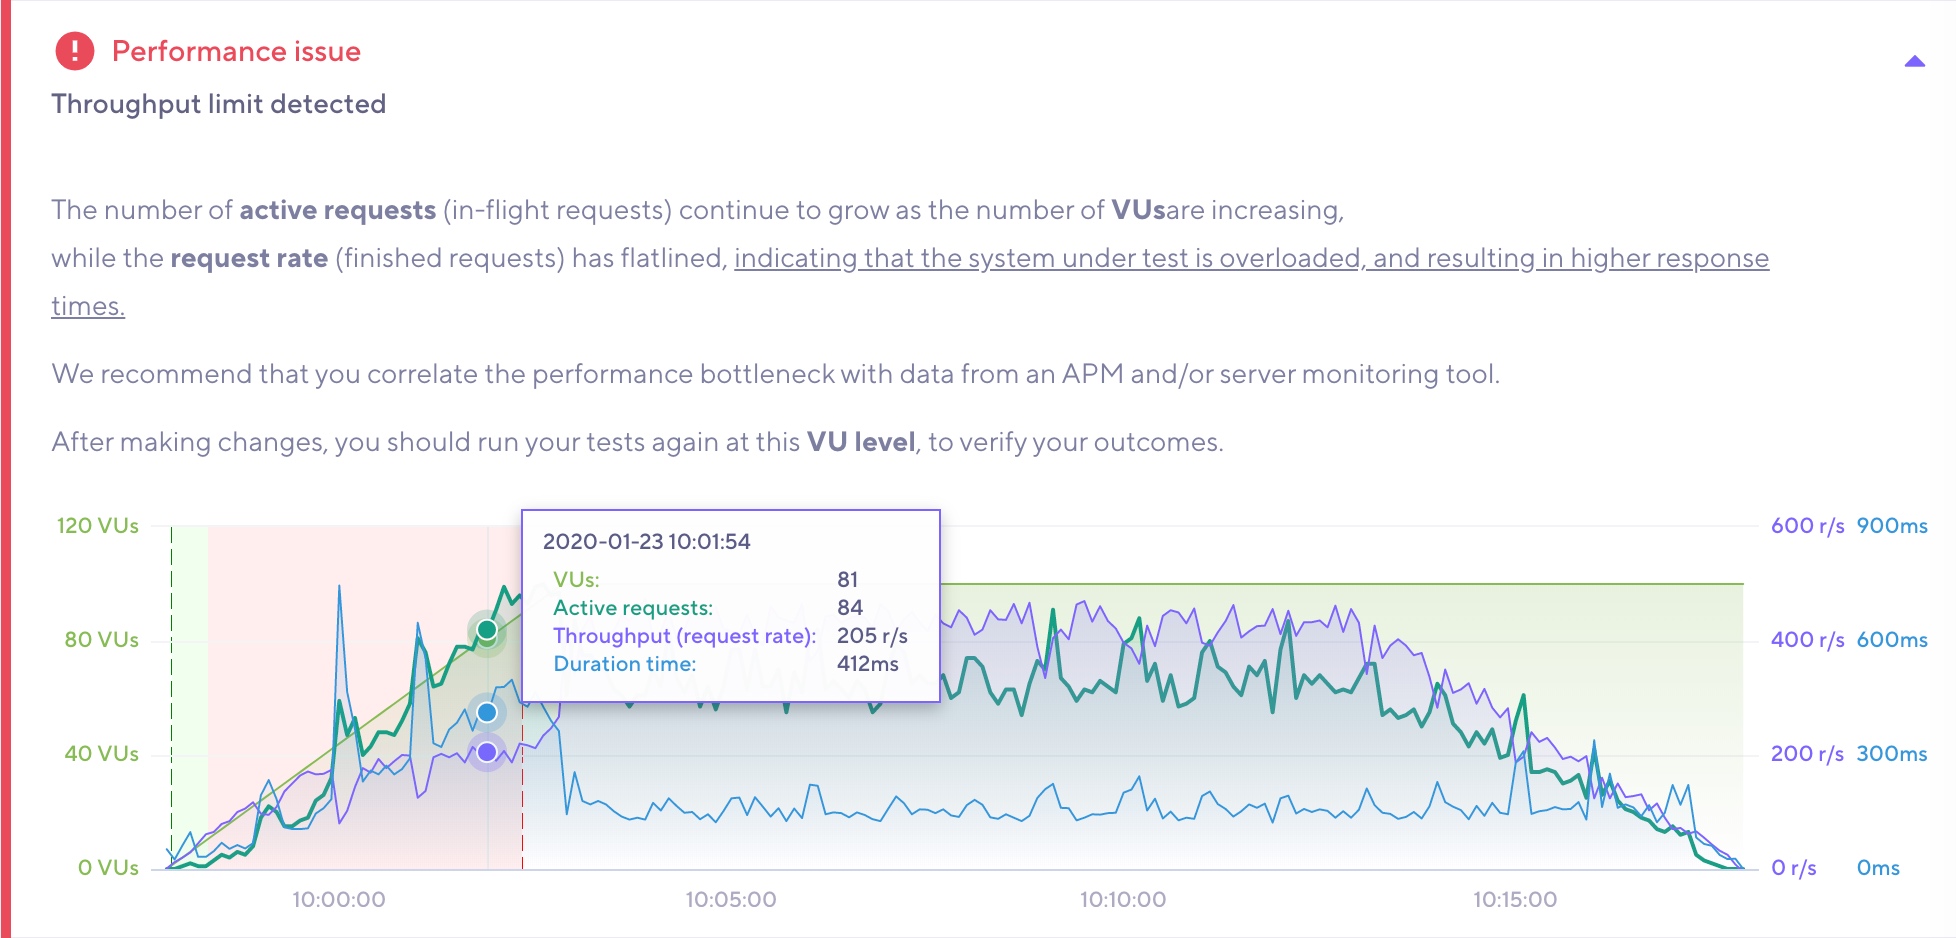 Performance issue
Throughput limit detected
The number of active requests (in-flight requests) continue to grow as the number of VUsare increasing,
while the request rate (finished requests) has flatlined, indicating that the system under test is overloaded, and resulting in higher response
times.
We recommend that you correlate the performance bottleneck with data from an APM and/or server monitoring tool.
After making changes, you should run your tests again at this VU level, to verify your outcomes.
120 VUs
600 r/s 900ms
2020-01-23 10:01:54
VUs: 81
Active requests: 84
Throughput (request rate): 205 r/s
Duration time: 412ms
80 VUs
400 r/s 600ms
40 VUs
200 r/s 300ms
0 VUs
0 r/s 0ms
10:00:00 10:05:00 10:10:00 10:15:00